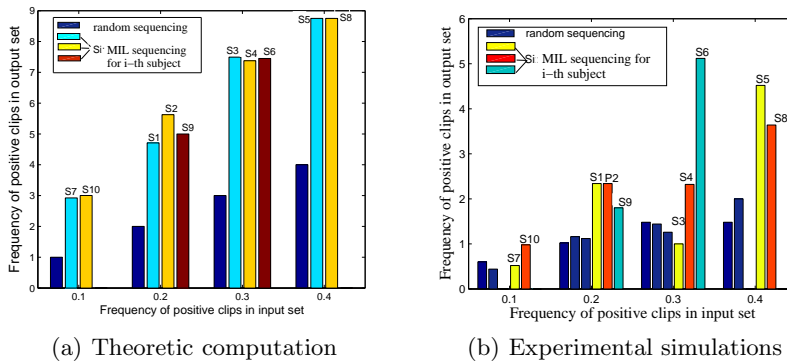 Frequency of positive clips in output set
9
8
7
6
5
4
3
2
1
0
random sequencing
Si: MIL sequencing
for i−th subject
S7
S10
S1
S2
S9
S3
S4
S6
S5
S8
0.1
0.2
0.3
0.4
Frequency of positive clips in input set
(a) Theoretic computation
Frequency of positive clips in output set
6
5
4
3
2
1
0
random sequencing
Si: MIL sequencing for
i−th subject
S7
S10
S1
P2
S9
S3
S4
S6
S5
S8
0.1
0.2
0.3
0.4
Frequency of positive clips in input set
(b) Experimental simulations